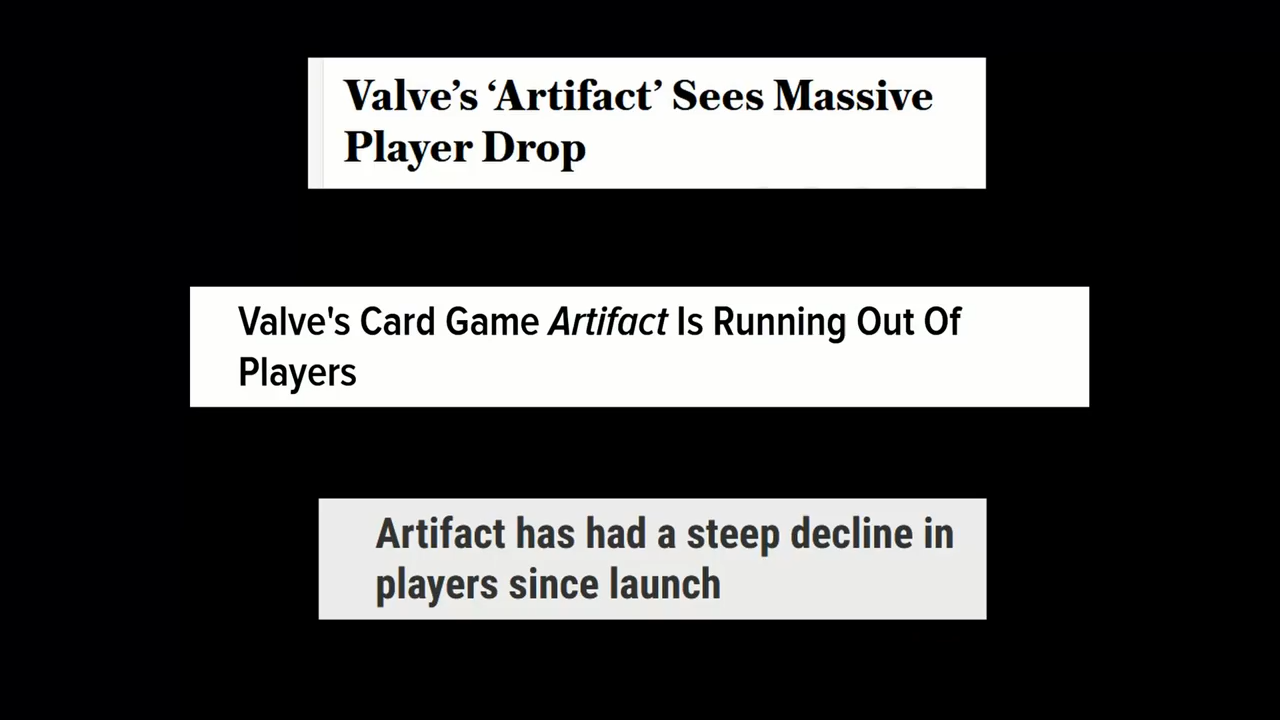 Valve’s ‘Artifact’ Sees Massive
Player Drop
Valve's Card Game Artifact Is Running Out Of
Players
Artifact has had a steep decline in
players since launch